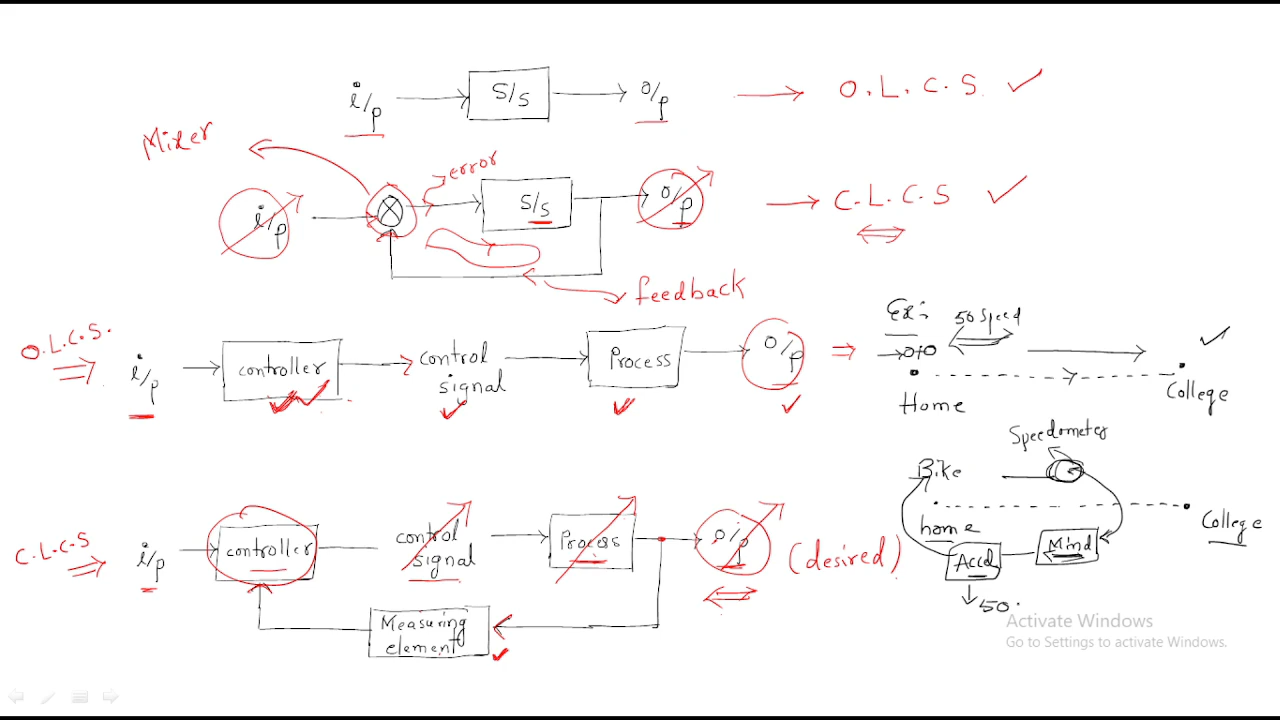 i/p S/S o/p O.L.C.S.
Mixer
error
i/p S/S o/p C.L.C.S
feedback
O.L.C.S.
i/p controller control signal Process o/p
Ex:
50 Speed
Home College
Speedometer
Bike
home College
Accl Mind
50.
C.L.C.S
i/p controller control signal Process o/p (desired)
Measuring element
Activate Windows
Go to Settings to activate Windows.